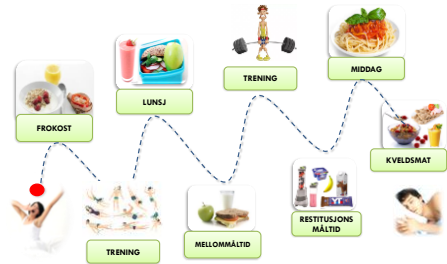 FROKOST
TRENING
LUNSJ
MELLOMMÅLTID
TRENING
RESTITUSJONS
MÅLTID
MIDDAG
KVELDSMAT